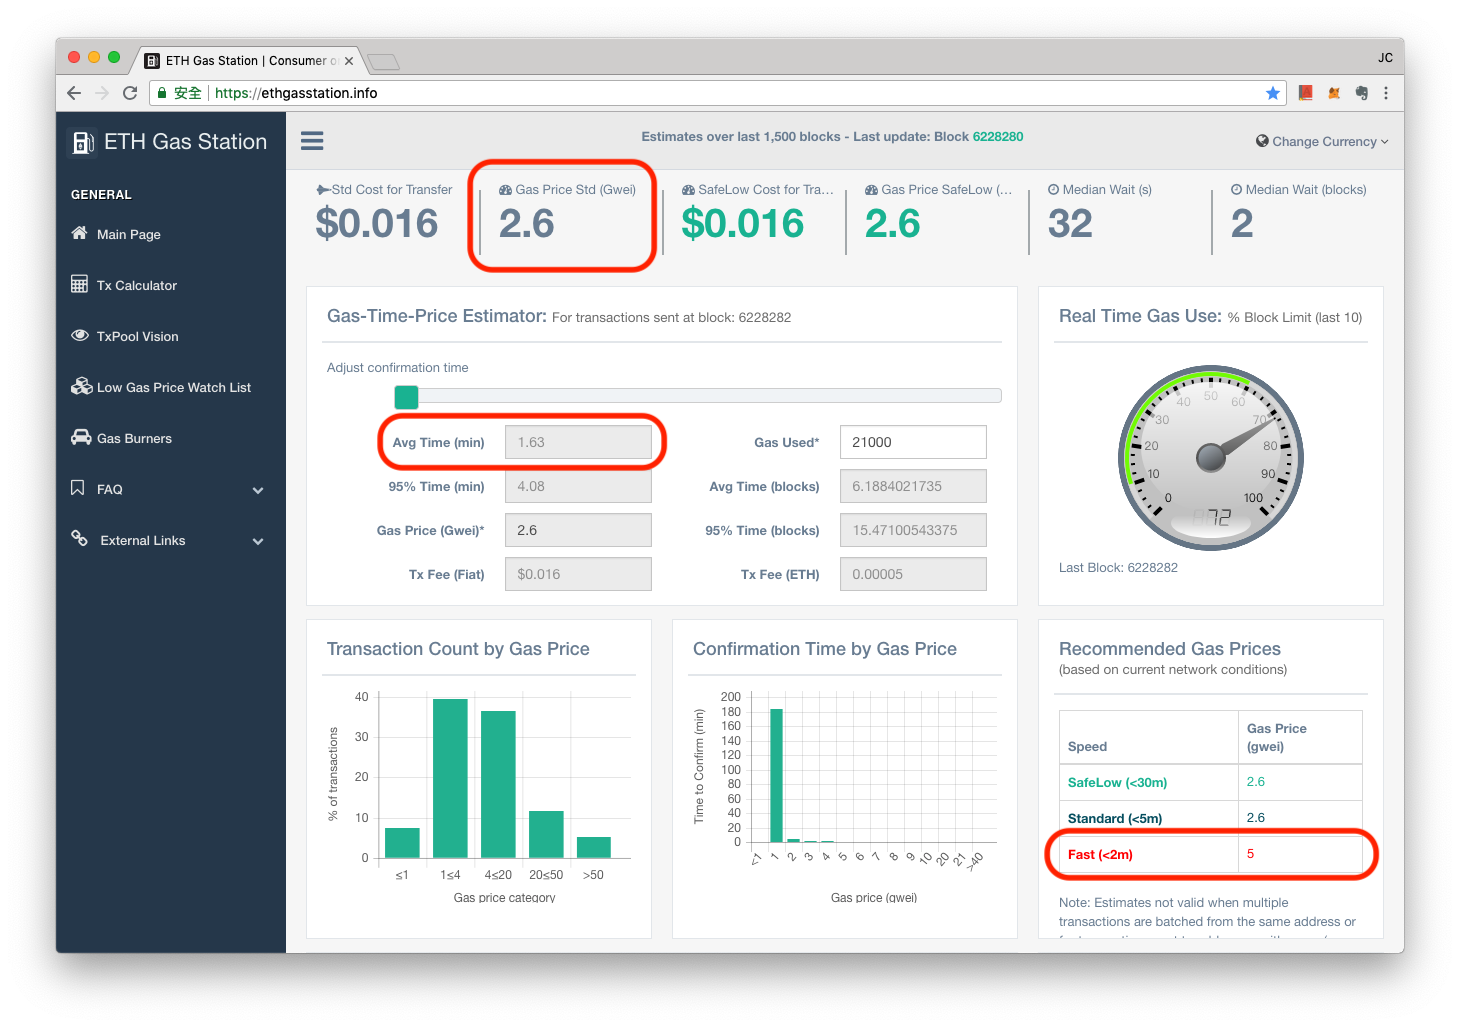 ETH Gas Station | Consumer o
JC
安全 https://ethgasstation.info
ETH Gas Station
GENERAL
Main Page
Tx Calculator
TxPool Vision
Low Gas Price Watch List
Gas Burners
FAQ
External Links
Estimates over last 1,500 blocks - Last update: Block 6228280
Change Currency
Std Cost for Transfer
$0.016
Gas Price Std (Gwei)
2.6
SafeLow Cost for Tra...
$0.016
Gas Price SafeLow (...
2.6
Median Wait (s)
32
Median Wait (blocks)
2
Gas-Time-Price Estimator: For transactions sent at block: 6228282
Adjust confirmation time
Avg Time (min) 1.63
Gas Used* 21000
95% Time (min) 4.08
Avg Time (blocks) 6.1884021735
Gas Price (Gwei)* 2.6
95% Time (blocks) 15.47100543375
Tx Fee (Fiat) $0.016
Tx Fee (ETH) 0.00005
Real Time Gas Use: % Block Limit (last 10)
0 10 20 30 40 50 60 70 80 90 100
72
Last Block: 6228282
Transaction Count by Gas Price
% of transactions
40
30
20
10
0
≤1 1≤4 4≤20 20≤50 >50
Gas price category
Confirmation Time by Gas Price
Time to Confirm (min)
200
180
160
140
120
100
80
60
40
20
0
<1 1 2 3 4 5 6 7 8 9 10 20 21 >40
Gas price (gwei)
Recommended Gas Prices
(based on current network conditions)
Speed Gas Price (gwei)
SafeLow (<30m) 2.6
Standard (<5m) 2.6
Fast (<2m) 5
Note: Estimates not valid when multiple
transactions are batched from the same address or